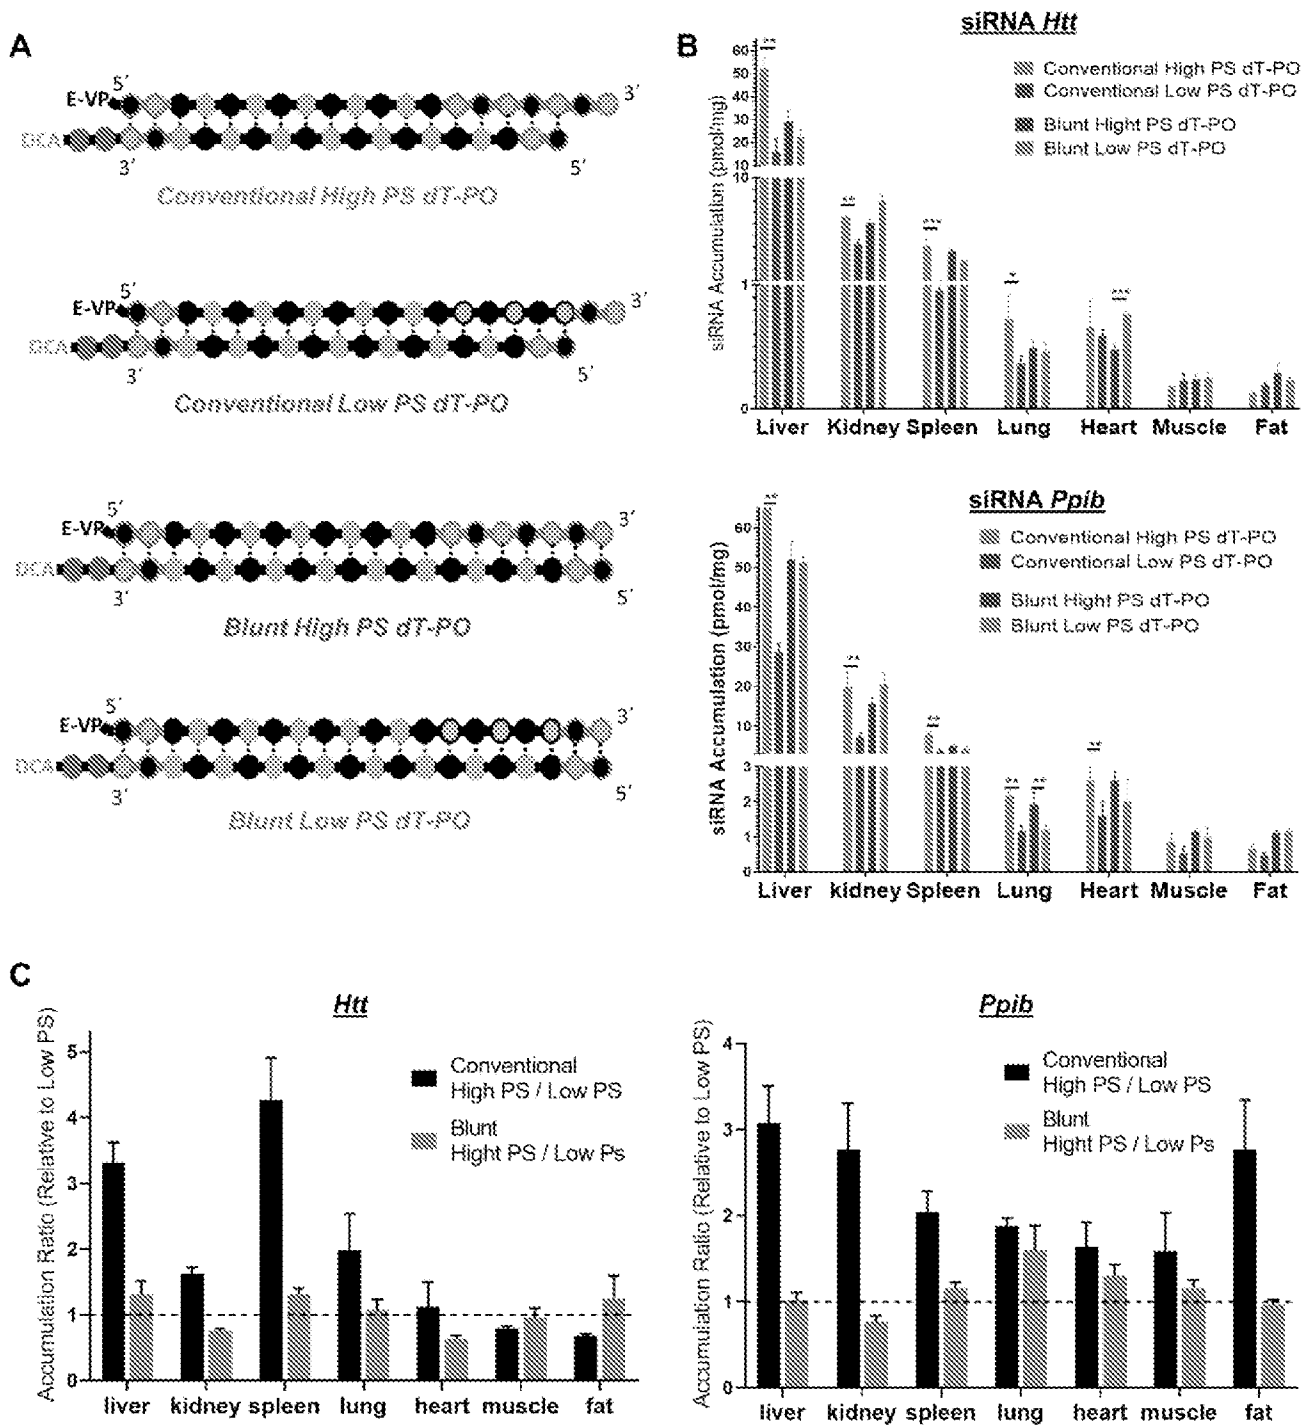 A
5′
E-VP
3′
DCA
3′
5′
Conventional High PS dT-PO
5′
E-VP
3′
DCA
3′
5′
Conventional Low PS dT-PO
5′
E-VP
3′
DCA
3′
5′
Blunt High PS dT-PO
5′
E-VP
3′
DCA
3′
5′
Blunt Low PS dT-PO
B
siRNA Htt
Conventional High PS dT-PO
Conventional Low PS dT-PO
Blunt Hight PS dT-PO
Blunt Low PS dT-PO
siRNA Accumulation (pmol/mg)
60
50
40
30
20
10
10
1
0
Liver Kidney Spleen Lung Heart Muscle Fat
siRNA Ppib
Conventional High PS dT-PO
Conventional Low PS dT-PO
Blunt Hight PS dT-PO
Blunt Low PS dT-PO
siRNA Accumulation (pmol/mg)
60
50
40
30
20
10
3
2
1
0
Liver kidney Spleen Lung Heart Muscle Fat
C
Htt
Conventional
High PS / Low PS
Blunt
Hight PS / Low Ps
Accumulation Ratio (Relative to Low PS)
5
4
3
2
1
0
liver kidney spleen lung heart muscle fat
Ppib
Conventional
High PS / Low PS
Blunt
Hight PS / Low Ps
Accumulation Ratio (Relative to Low PS)
4
3
2
1
0
liver kidney spleen lung heart muscle fat